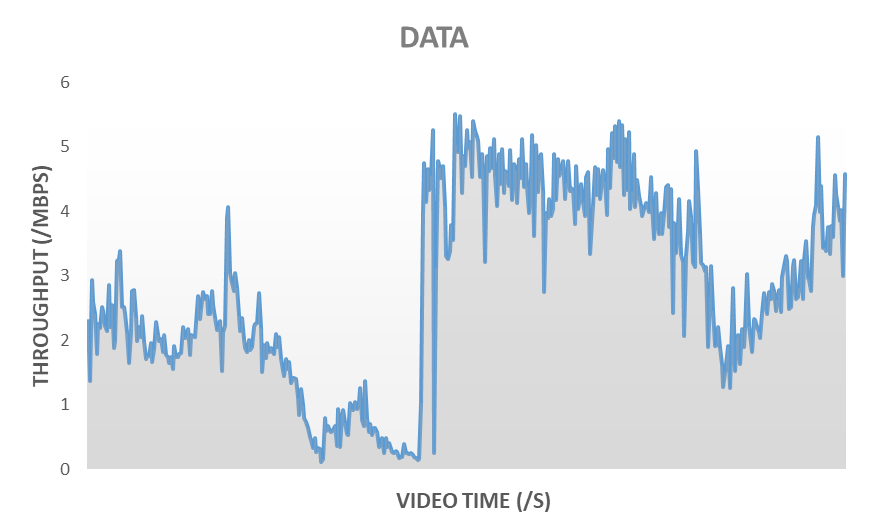 DATA
6
5
4
3
2
1
0
THROUGHPUT (/MBPS)
VIDEO TIME (/S)